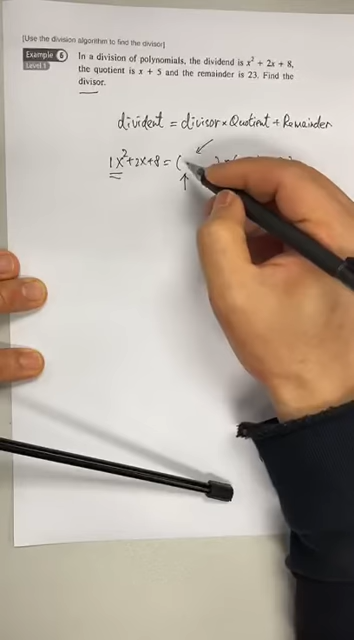 [Use the division algorithm to find the divisor]
Example 6 In a division of polynomials, the dividend is x² + 2x + 8,
Level 1 the quotient is x + 5 and the remainder is 23. Find the
divisor.
divident = divisor × Quotient + Remainder
1x²+2x+8 = (